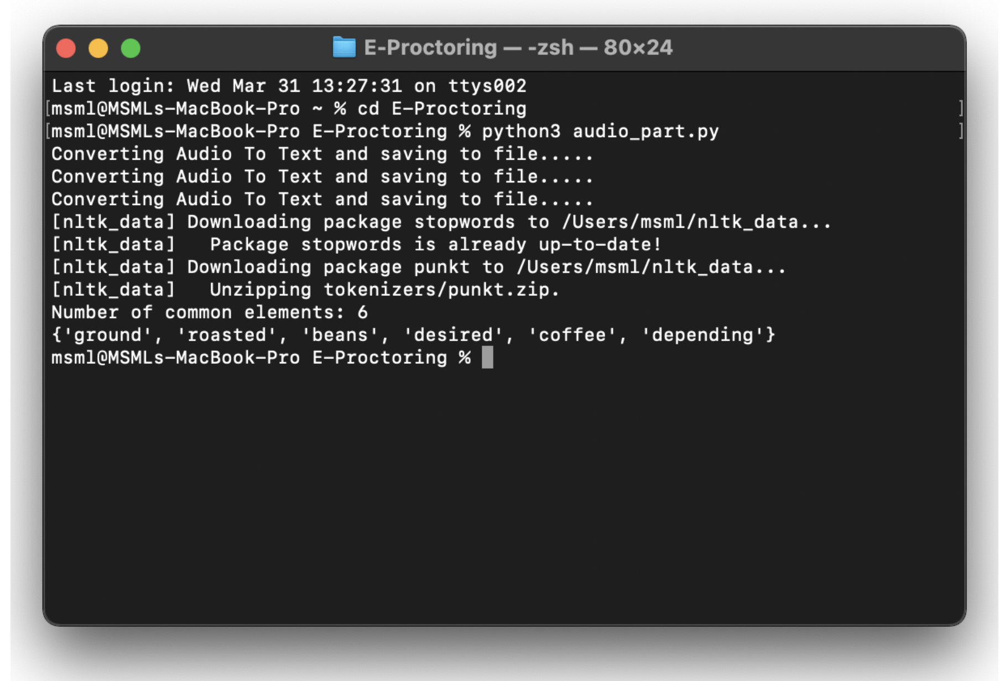 E-Proctoring — -zsh — 80×24
Last login: Wed Mar 31 13:27:31 on ttys002
[msml@MSMLs-MacBook-Pro ~ % cd E-Proctoring ]
[msml@MSMLs-MacBook-Pro E-Proctoring % python3 audio_part.py ]
Converting Audio To Text and saving to file.....
Converting Audio To Text and saving to file.....
Converting Audio To Text and saving to file.....
[nltk_data] Downloading package stopwords to /Users/msml/nltk_data...
[nltk_data]   Package stopwords is already up-to-date!
[nltk_data] Downloading package punkt to /Users/msml/nltk_data...
[nltk_data]   Unzipping tokenizers/punkt.zip.
Number of common elements: 6
{'ground', 'roasted', 'beans', 'desired', 'coffee', 'depending'}
msml@MSMLs-MacBook-Pro E-Proctoring %